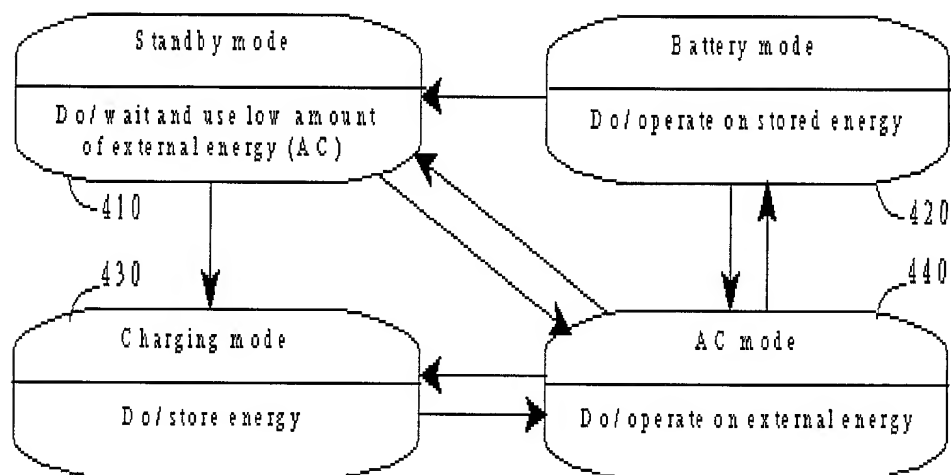 Standby mode
Do/wait and use low amount
of external energy (AC)
410
Battery mode
Do/operate on stored energy
420
430
Charging mode
Do/store energy
440
AC mode
Do/operate on external energy